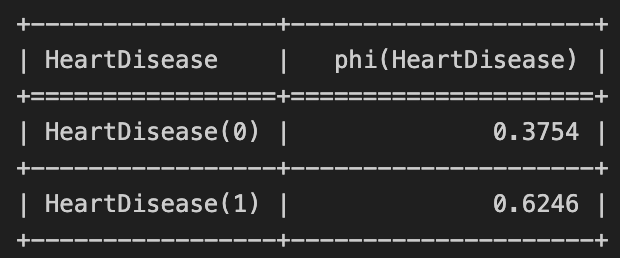 +-----------------+---------------------+
| HeartDisease    |   phi(HeartDisease) |
+=================+=====================+
| HeartDisease(0) |              0.3754 |
+-----------------+---------------------+
| HeartDisease(1) |              0.6246 |
+-----------------+---------------------+